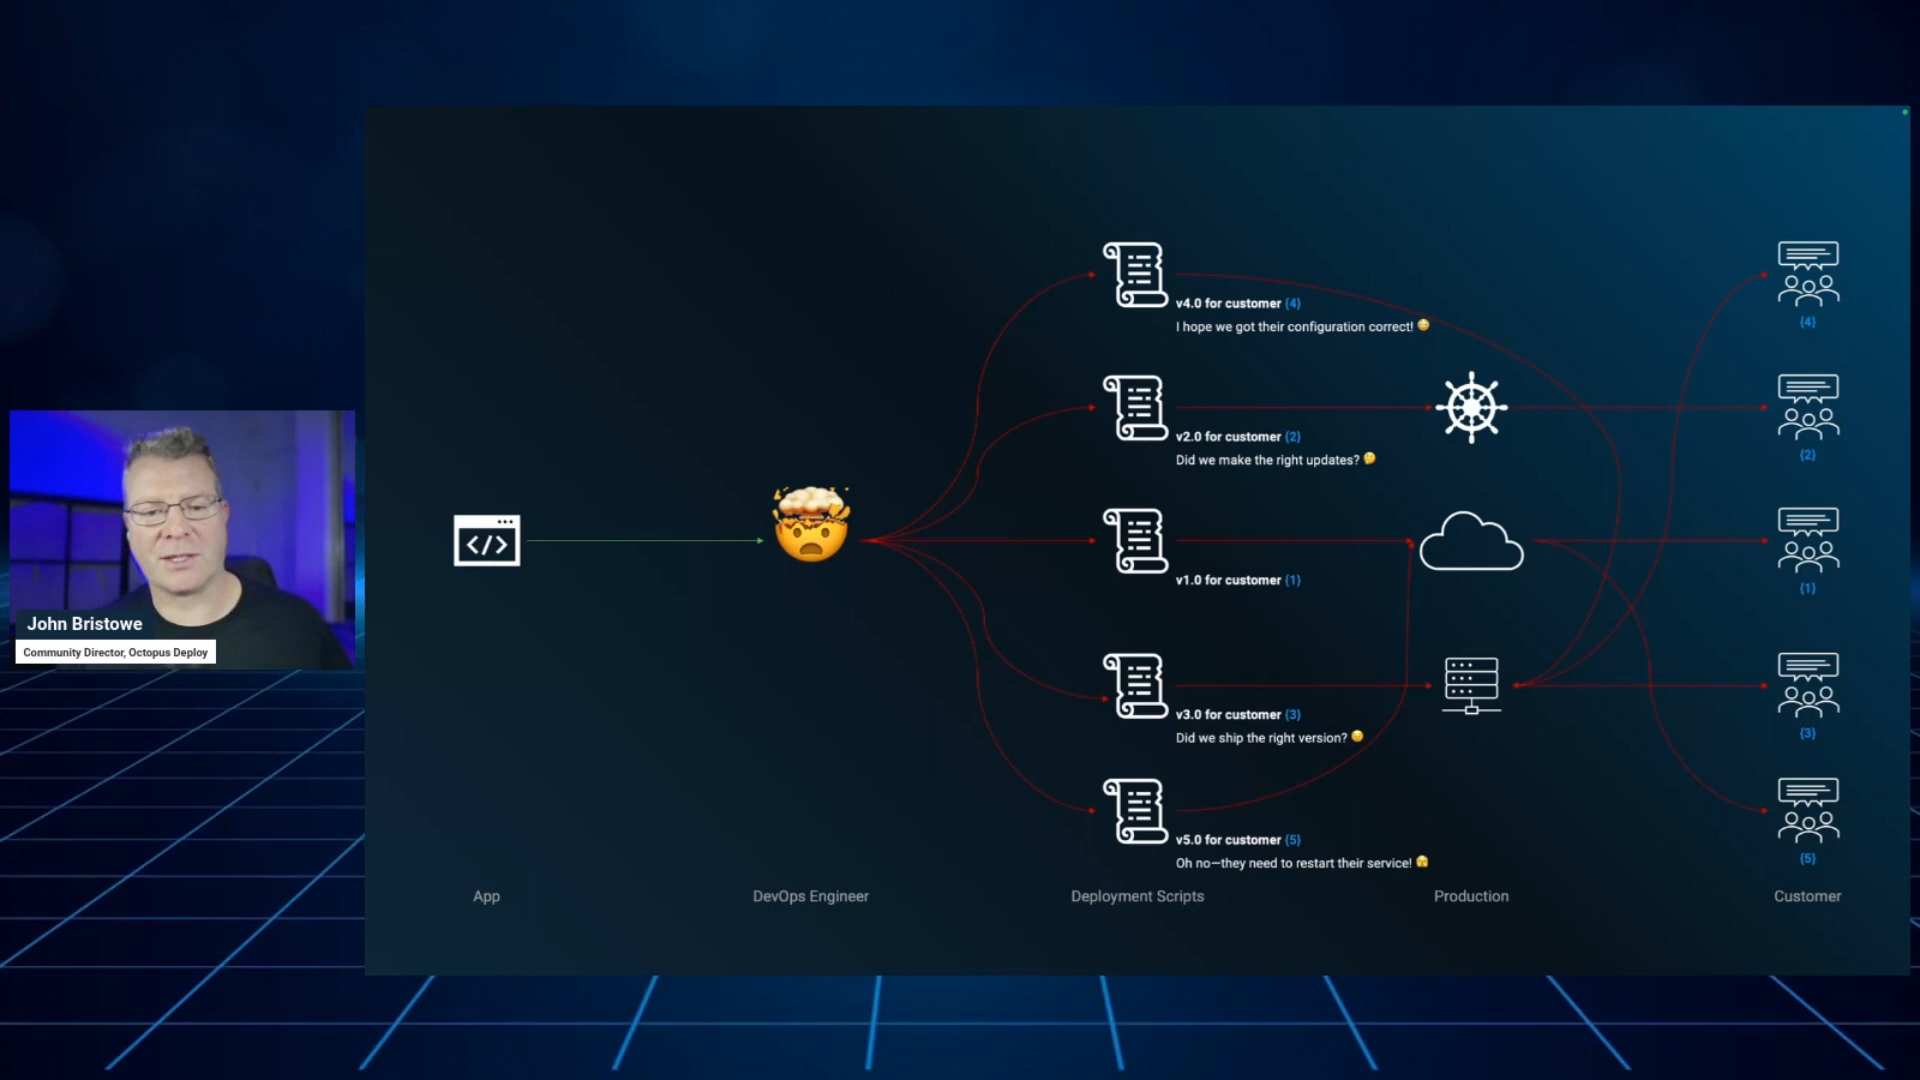 v4.0 for customer {4}
I hope we got their configuration correct! 😳
{4}
v2.0 for customer {2}
Did we make the right updates? 🤔
{2}
</>
v1.0 for customer {1}
{1}
John Bristowe
Community Director, Octopus Deploy
v3.0 for customer {3}
Did we ship the right version?
{3}
v5.0 for customer {5}
Oh no—they need to restart their service!
{5}
App
DevOps Engineer
Deployment Scripts
Production
Customer